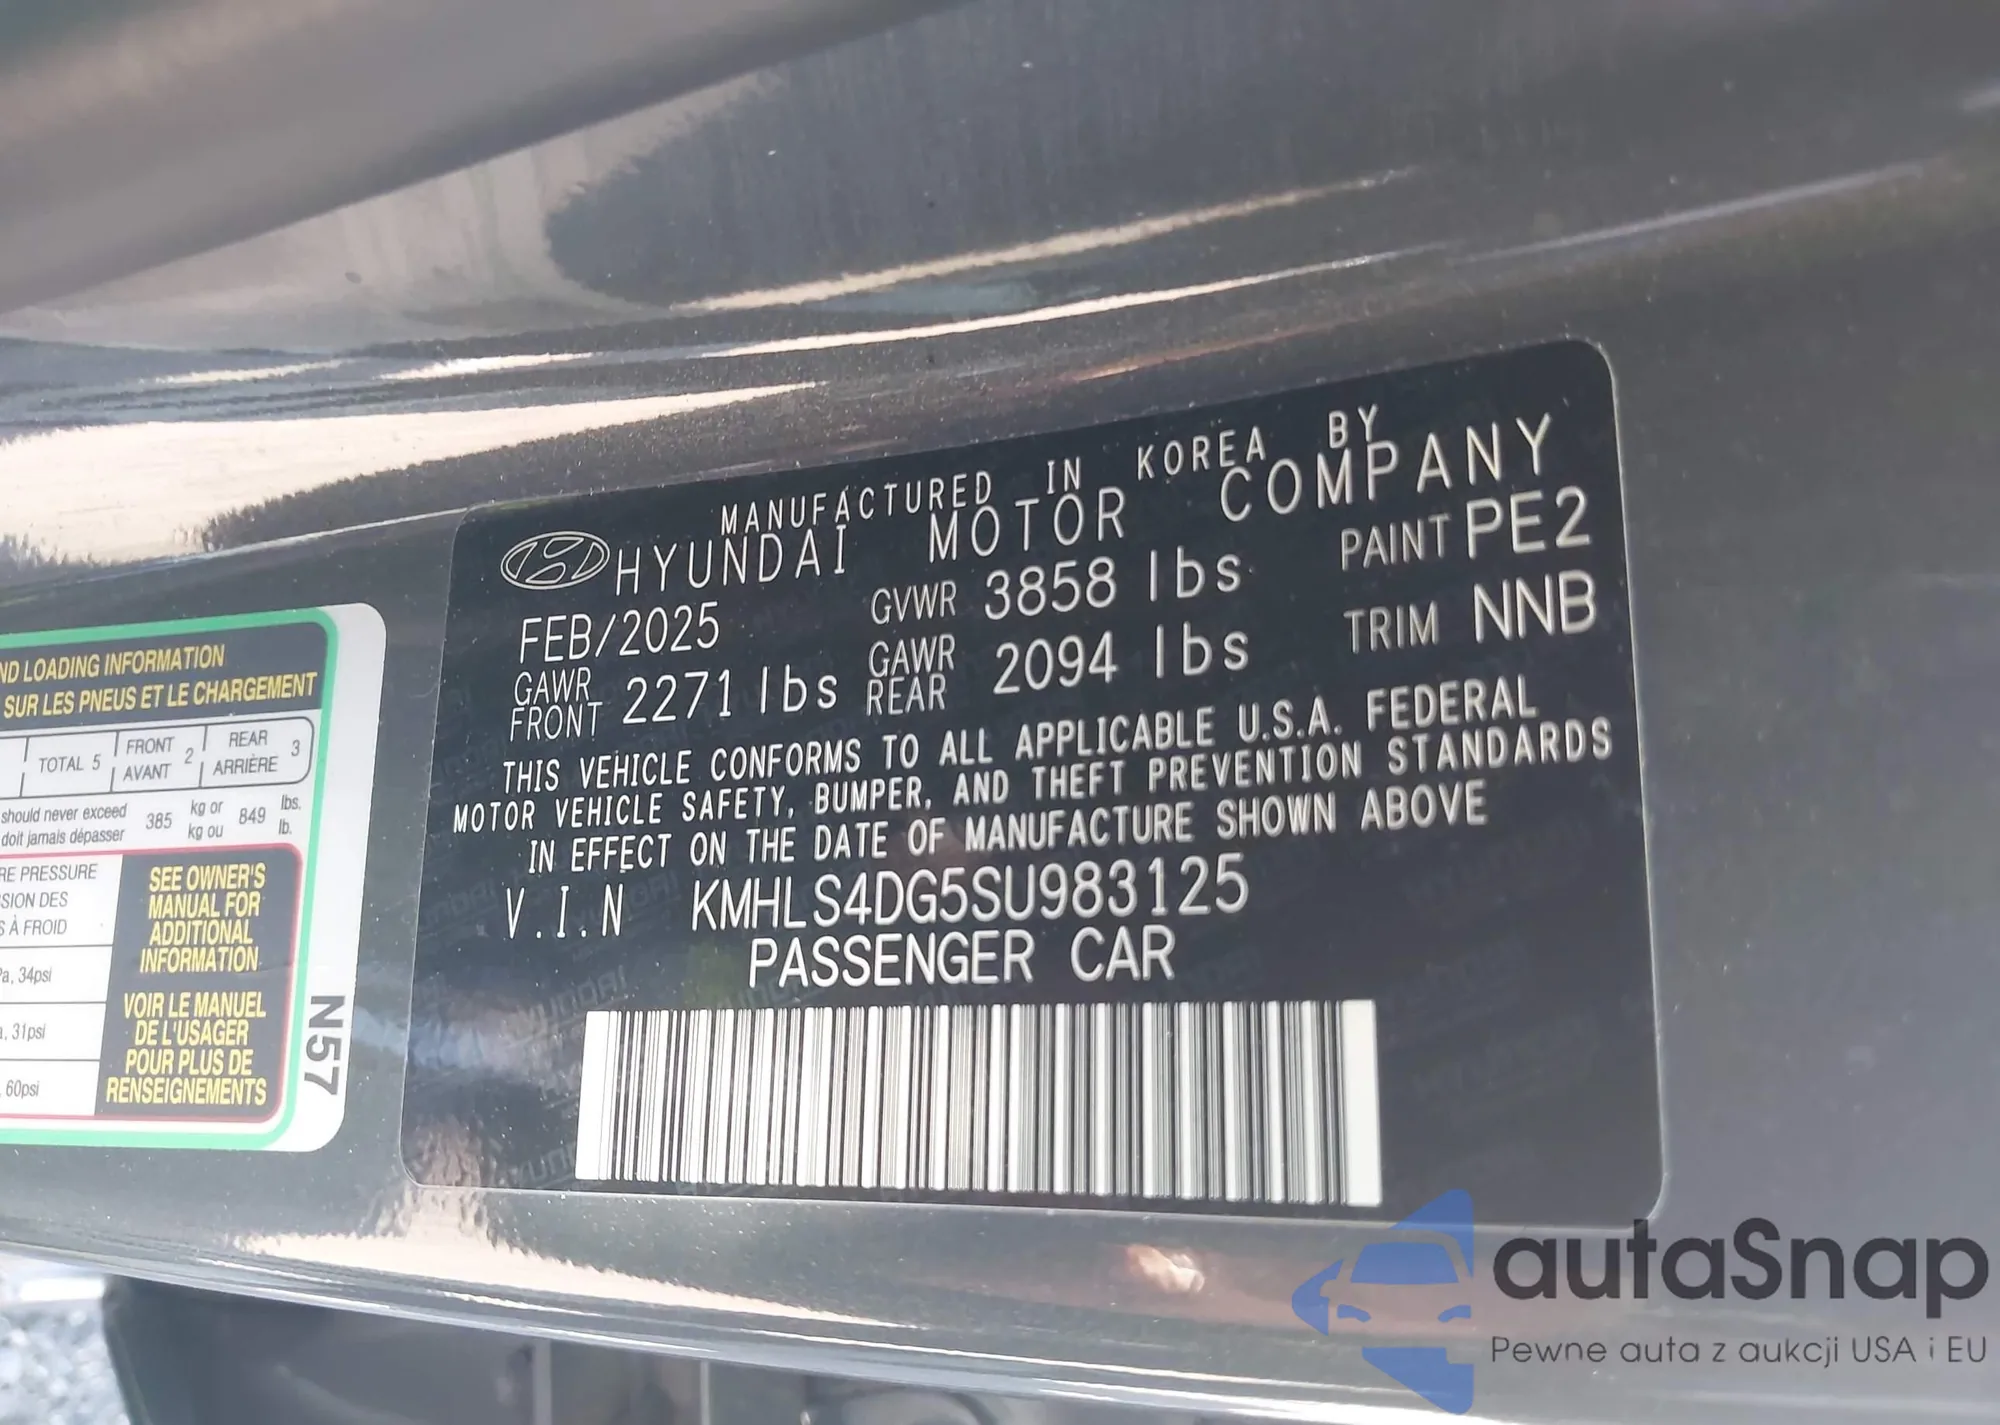 MANUFACTURED IN KOREA BY
HYUNDAI MOTOR COMPANY
FEB/2025 GVWR 3858 lbs PAINT PE2
GAWR FRONT 2271 lbs GAWR REAR 2094 lbs TRIM NNB
THIS VEHICLE CONFORMS TO ALL APPLICABLE U.S.A. FEDERAL
MOTOR VEHICLE SAFETY, BUMPER, AND THEFT PREVENTION STANDARDS
IN EFFECT ON THE DATE OF MANUFACTURE SHOWN ABOVE
V.I.N KMHLS4DG5SU983125
PASSENGER CAR
LOADING INFORMATION
SUR LES PNEUS ET LE CHARGEMENT
TOTAL 5 FRONT AVANT 2 REAR ARRIÈRE 3
should never exceed
doit jamais dépasser
385 kg or kg ou 849 lbs. lb.
PRESSURE
DES
À FROID
34psi
31psi
60psi
SEE OWNER'S
MANUAL FOR
ADDITIONAL
INFORMATION
VOIR LE MANUEL
DE L'USAGER
POUR PLUS DE
RENSEIGNEMENTS
N57
autaSnap
Pewne auta z aukcji USA i EU